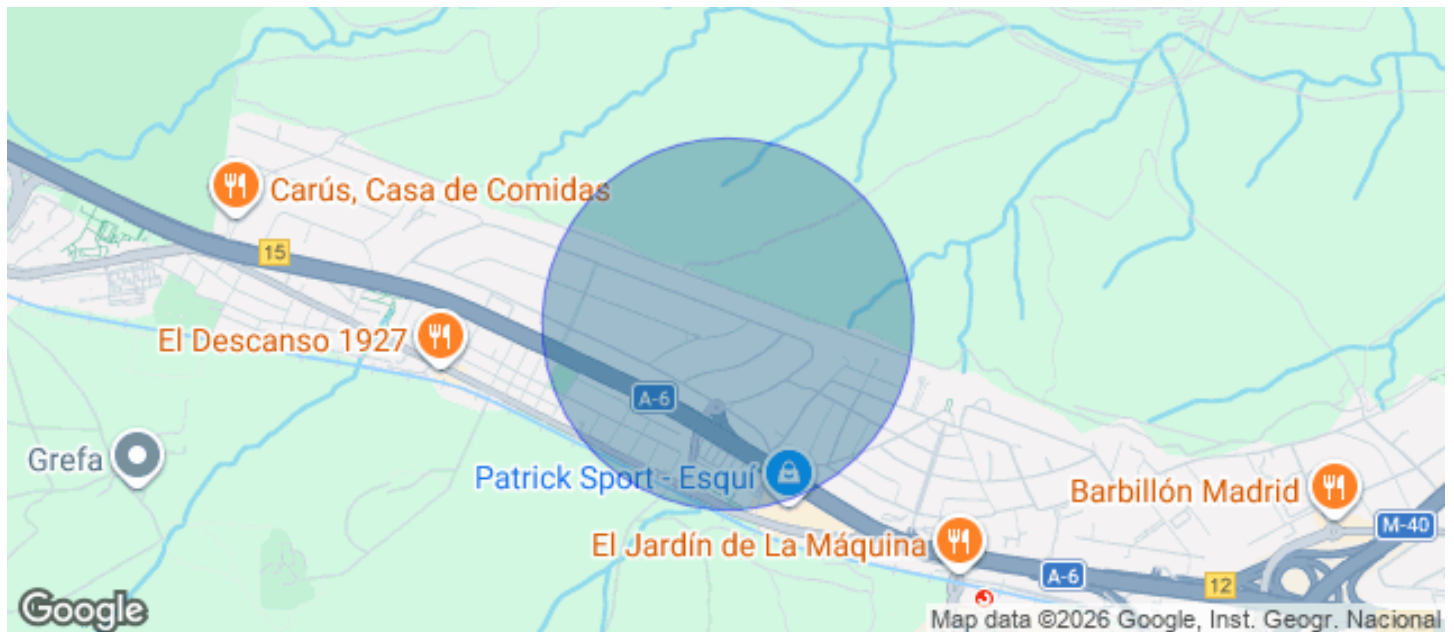 Carús, Casa de Comidas
15
El Descanso 1927
A-6
Grefa
Patrick Sport - Esquí
Barbillón Madrid
M-40
El Jardín de La Máquina
A-6
12
Google
Map data ©2026 Google, Inst. Geogr. Nacional